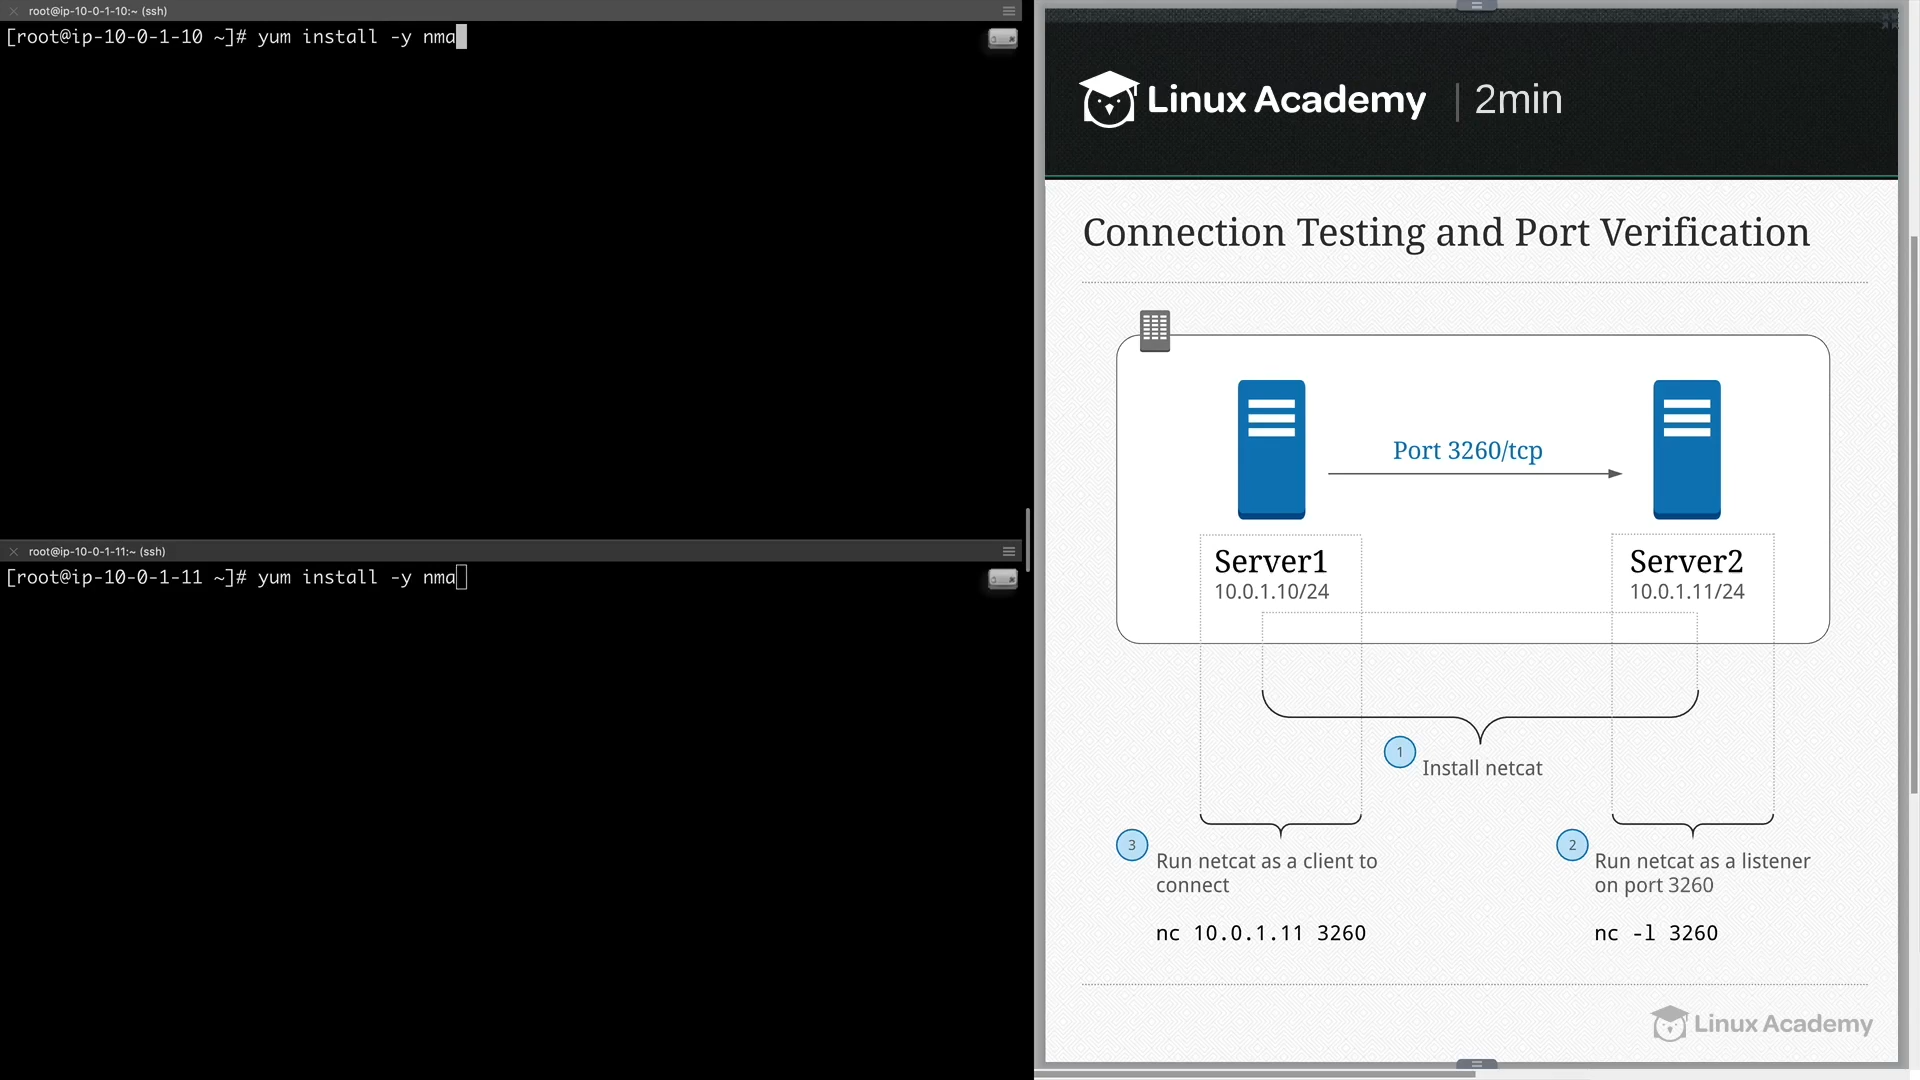 root@ip-10-0-1-10:~ (ssh)
[root@ip-10-0-1-10 ~]# yum install -y nma
root@ip-10-0-1-11:~ (ssh)
[root@ip-10-0-1-11 ~]# yum install -y nma
Linux Academy | 2min
Connection Testing and Port Verification
Port 3260/tcp
Server1
10.0.1.10/24
Server2
10.0.1.11/24
1
Install netcat
3
Run netcat as a client to
connect
nc 10.0.1.11 3260
2
Run netcat as a listener
on port 3260
nc -l 3260
Linux Academy